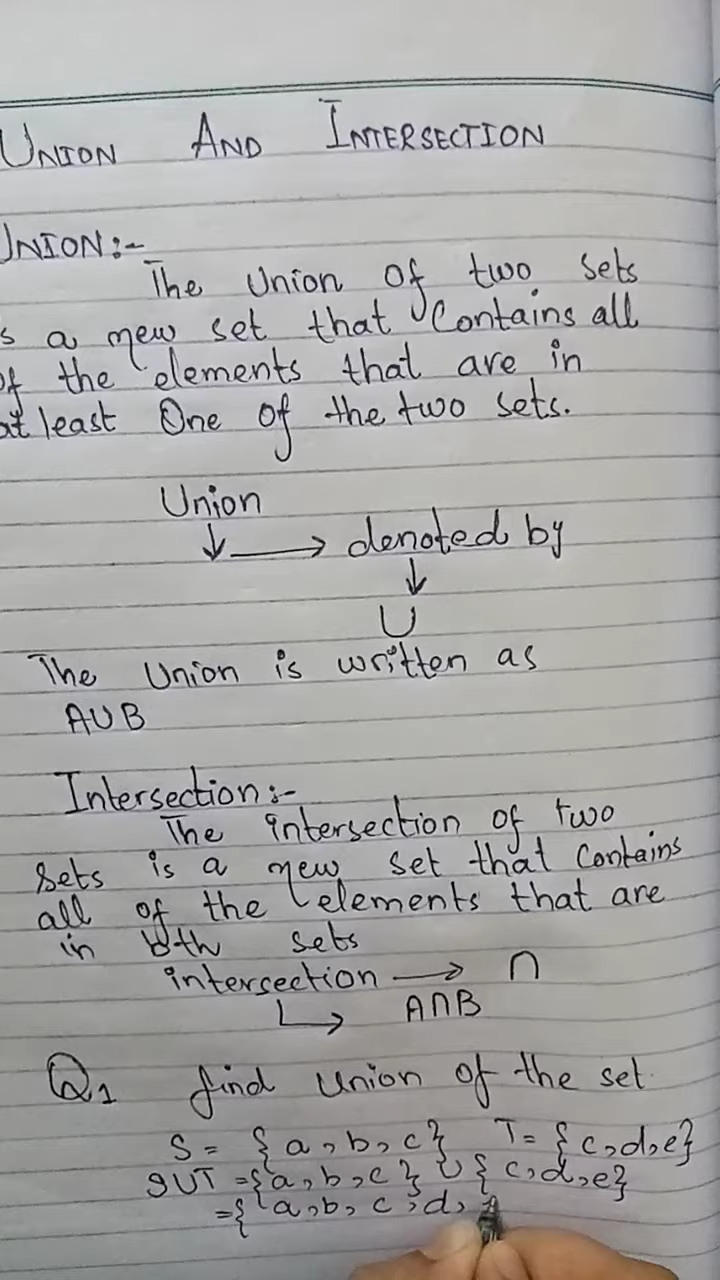 UNION AND INTERSECTION
UNION:-
The Union of two sets
s a new set that Contains all
of the elements that are in
at least One of the two sets.
Union
↓ → denoted by
↓
U
The Union is written as
AUB
Intersection:-
The intersection of two
sets is a new set that contains
all of the elements that are
in both sets
intersection → ∩
↳ A∩B
Q1 find union of the set.
S = {a,b,c} T= {c,d,e}
SUT ={a,b,c} U {c,d,e}
={a,b,c,d,